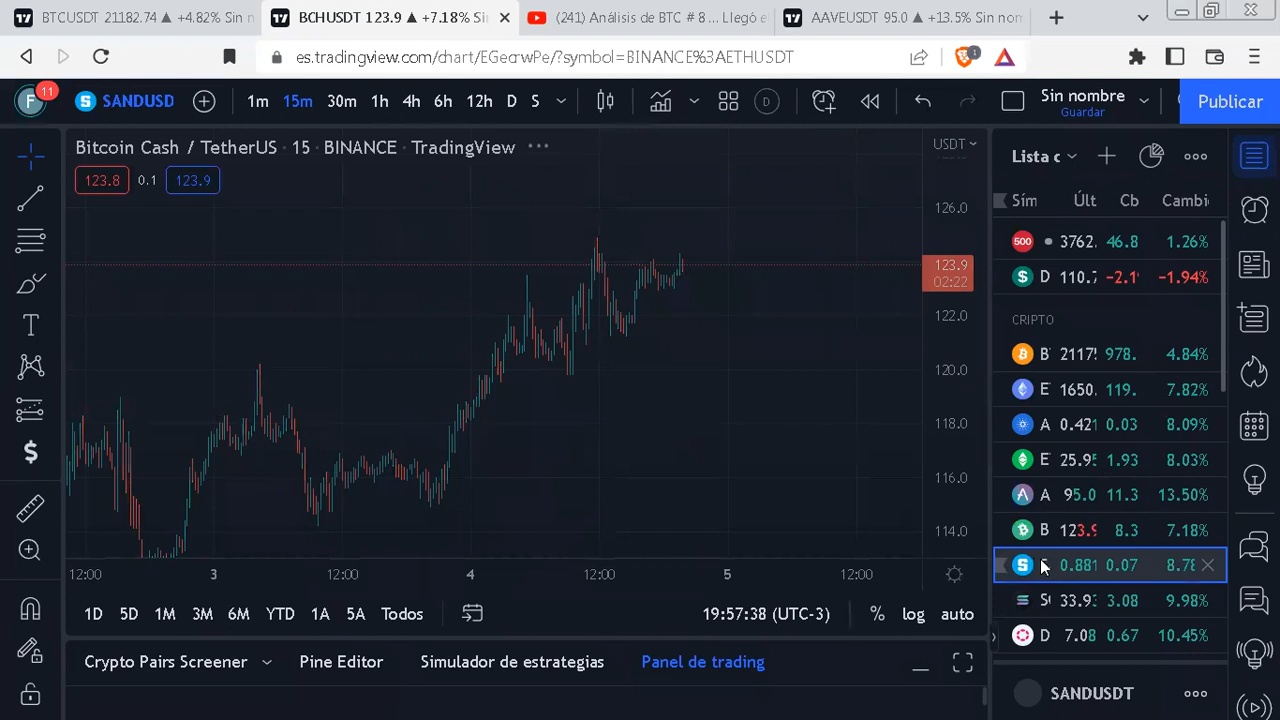 BTCUSDT 21182.74 ▲ +4.82% Sin n
BCHUSDT 123.9 ▲ +7.18% Si
(241) Análisis de BTC # 8 ... Llegó e
AAVEUSDT 95.0 ▲ +13.5% Sin nom
es.tradingview.com/chart/EGecrwPe/?symbol=BINANCE%3AETHUSDT
1
F
11
SANDUSD
1m 15m 30m 1h 4h 6h 12h D S
D
Sin nombre
Guardar
Publicar
Bitcoin Cash / TetherUS · 15 · BINANCE · TradingView
123.8 0.1 123.9
USDT
126.0
123.9
02:22
122.0
120.0
118.0
116.0
114.0
12:00 3 12:00 4 12:00 5 12:00
1D 5D 1M 3M 6M YTD 1A 5A Todos
19:57:38 (UTC-3)
% log auto
Crypto Pairs Screener
Pine Editor
Simulador de estrategias
Panel de trading
Lista c
Sím Últ Cb Cambi
500 3762. 46.8 1.26%
D 110.7 -2.1 −1.94%
CRIPTO
B 2117 978. 4.84%
E 1650. 119. 7.82%
A 0.421 0.03 8.09%
E 25.95 1.93 8.03%
A 95.0 11.3 13.50%
B 123.9 8.3 7.18%
0.881 0.07 8.78
S 33.93 3.08 9.98%
D 7.08 0.67 10.45%
SANDUSDT